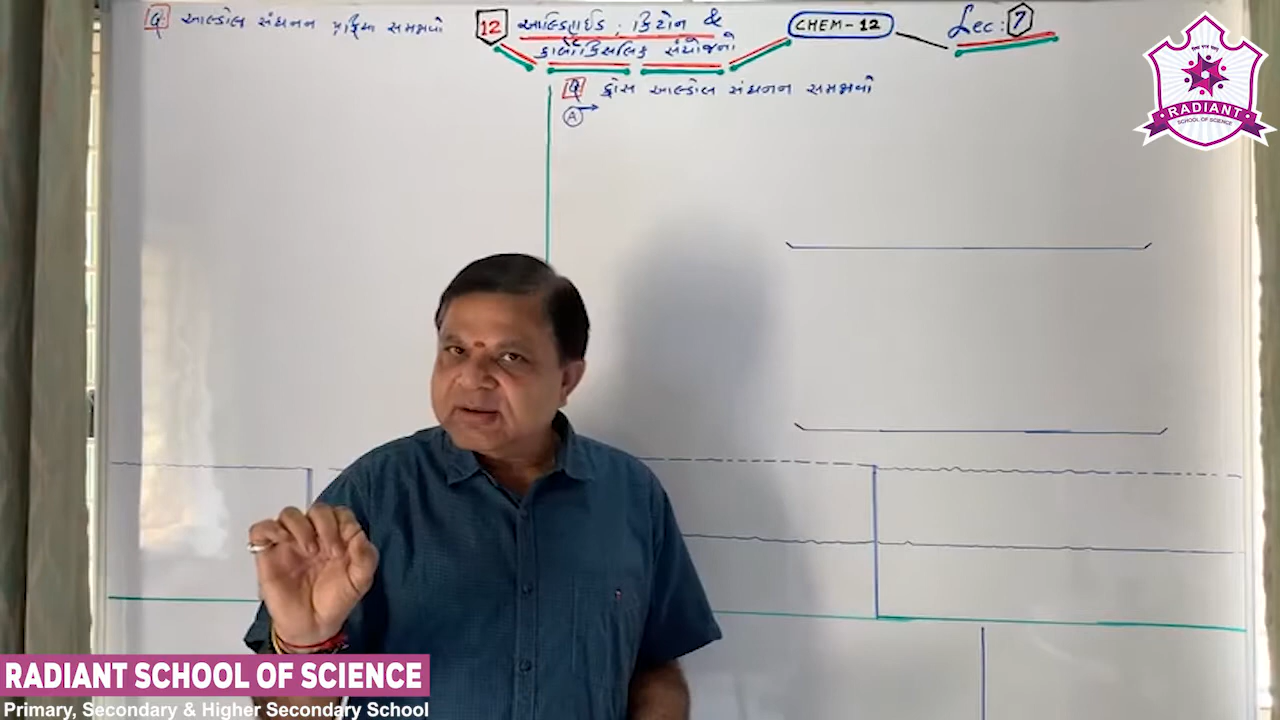 Q. આલ્ડોલ સંઘનન પ્રક્રિયા સમજાવો
12 આલ્ડિહાઈડ, કિટોન &
કાર્બોક્સિલિક સંયોજનો
CHEM-12
Lec: 7
Q ક્રોસ આલ્ડોલ સંઘનન સમજાવો
A
RADIANT
SCHOOL OF SCIENCE
RADIANT SCHOOL OF SCIENCE
Primary, Secondary & Higher Secondary School